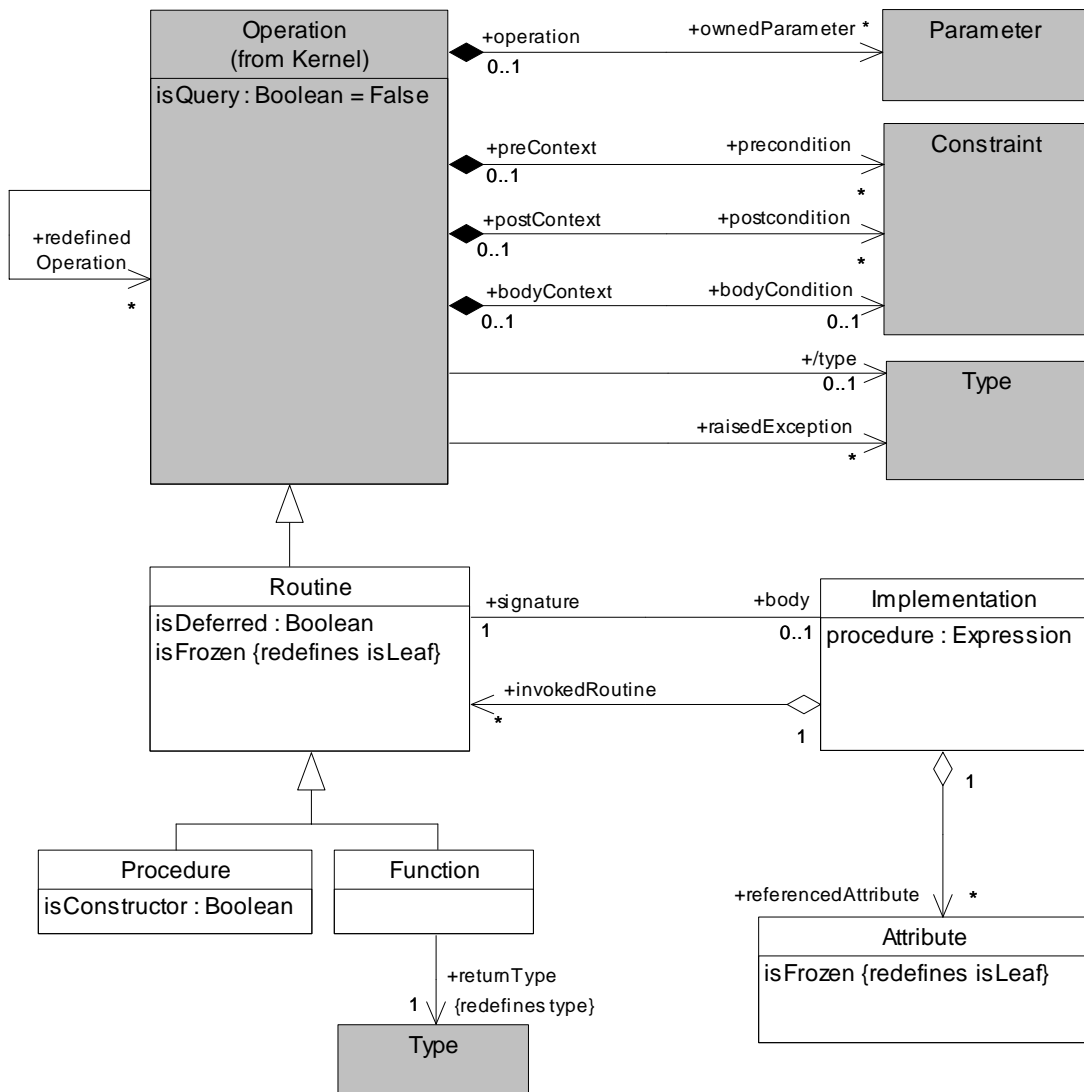 Operation
(from Kernel)
isQuery : Boolean = False
+operation
0..1
+ownedParameter *
Parameter
+preContext
0..1
+precondition
*
Constraint
+postContext
0..1
+postcondition
*
+bodyContext
0..1
+bodyCondition
0..1
+redefined
Operation
*
+/type
0..1
Type
+raisedException
*
Routine
isDeferred : Boolean
isFrozen {redefines isLeaf}
+signature
1
+body
0..1
Implementation
procedure : Expression
+invokedRoutine
*
1
1
Procedure
isConstructor : Boolean
Function
+referencedAttribute
*
Attribute
isFrozen {redefines isLeaf}
+returnType
1
{redefines type}
Type